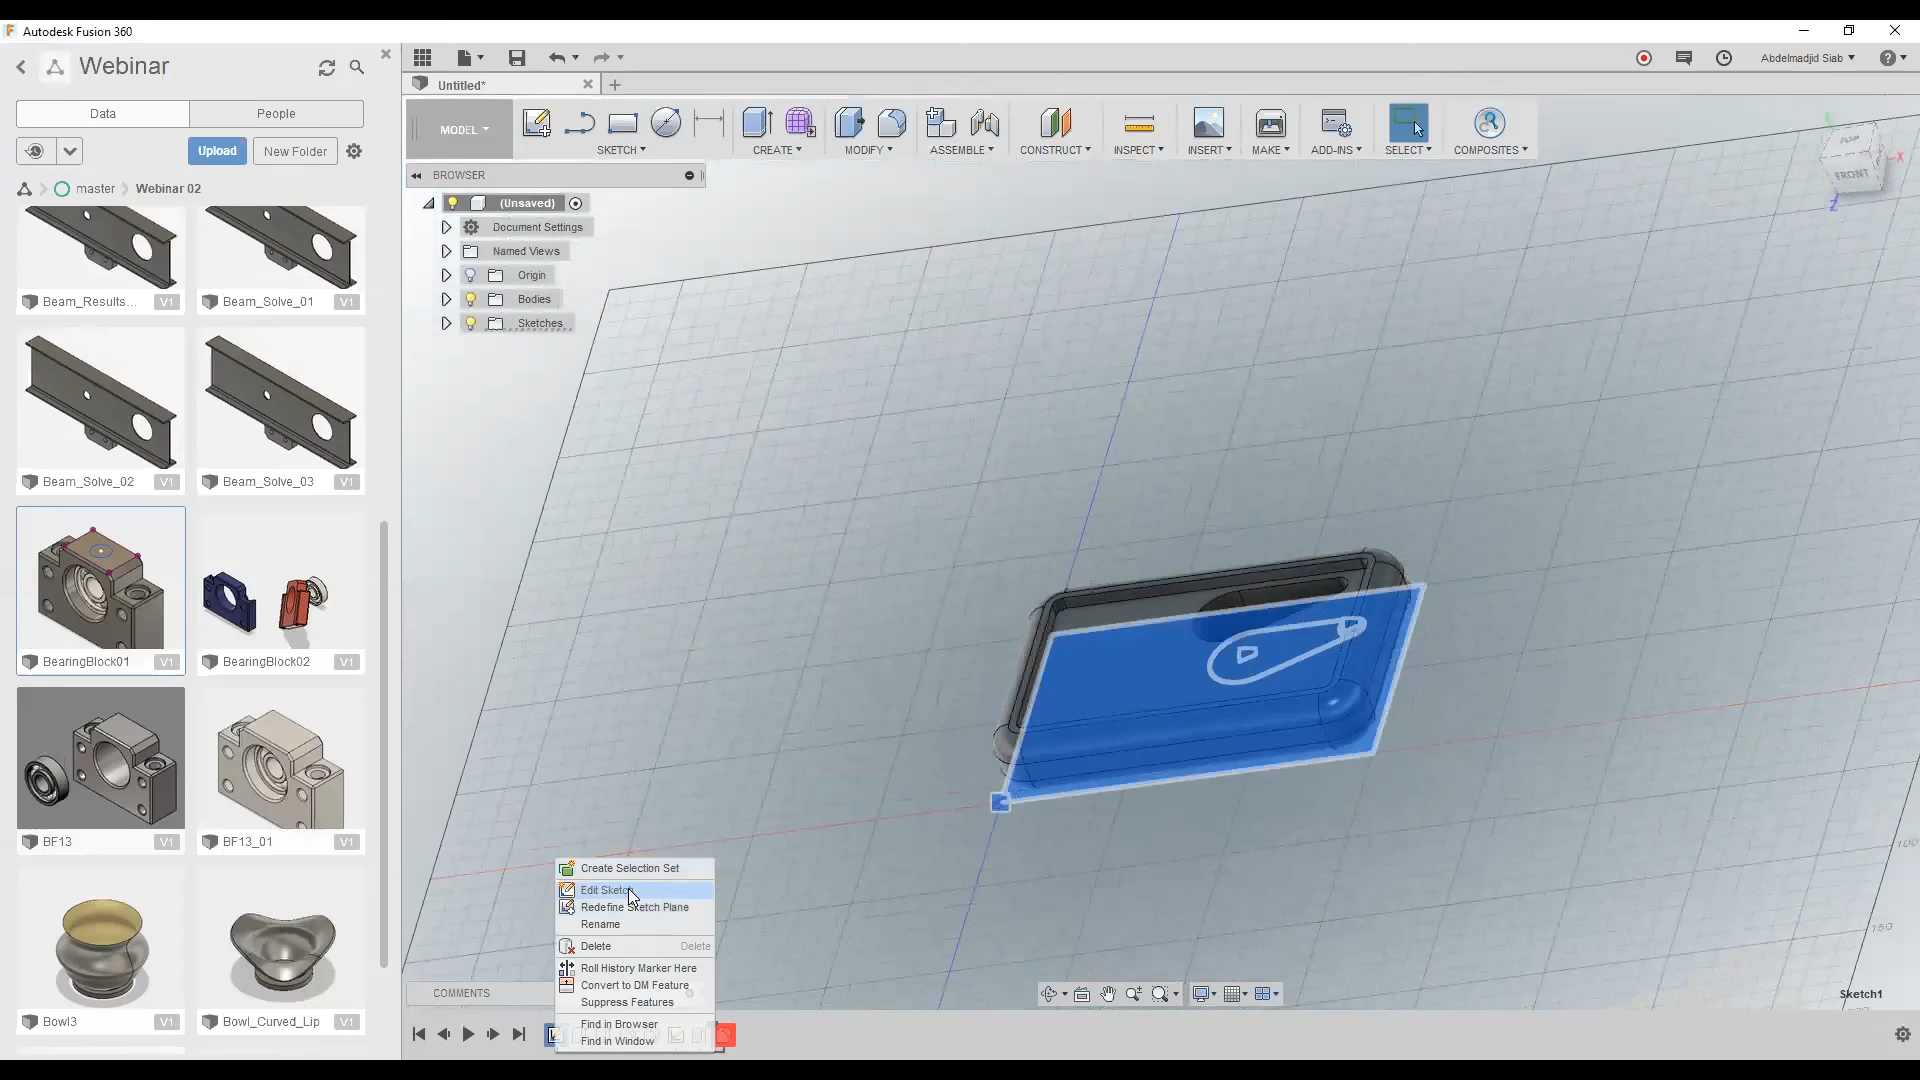 Autodesk Fusion 360
Webinar
Data
People
Upload
New Folder
master
Webinar 02
Beam_Results...
V1
Beam_Solve_01
V1
Beam_Solve_02
V1
Beam_Solve_03
V1
BearingBlock01
V1
BearingBlock02
V1
BF13
V1
BF13_01
V1
Bowl3
V1
Bowl_Curved_Lip
V1
Abdelmadjid Siab
Untitled*
MODEL
SKETCH
CREATE
MODIFY
ASSEMBLE
CONSTRUCT
INSPECT
INSERT
MAKE
ADD-INS
SELECT
COMPOSITES
BROWSER
(Unsaved)
Document Settings
Named Views
Origin
Bodies
Sketches
TOP
FRONT
X
Z
100
150
Create Selection Set
Edit Sketch
Redefine Sketch Plane
Rename
Delete Delete
Roll History Marker Here
Convert to DM Feature
Suppress Features
Find in Browser
Find in Window
COMMENTS
Sketch1